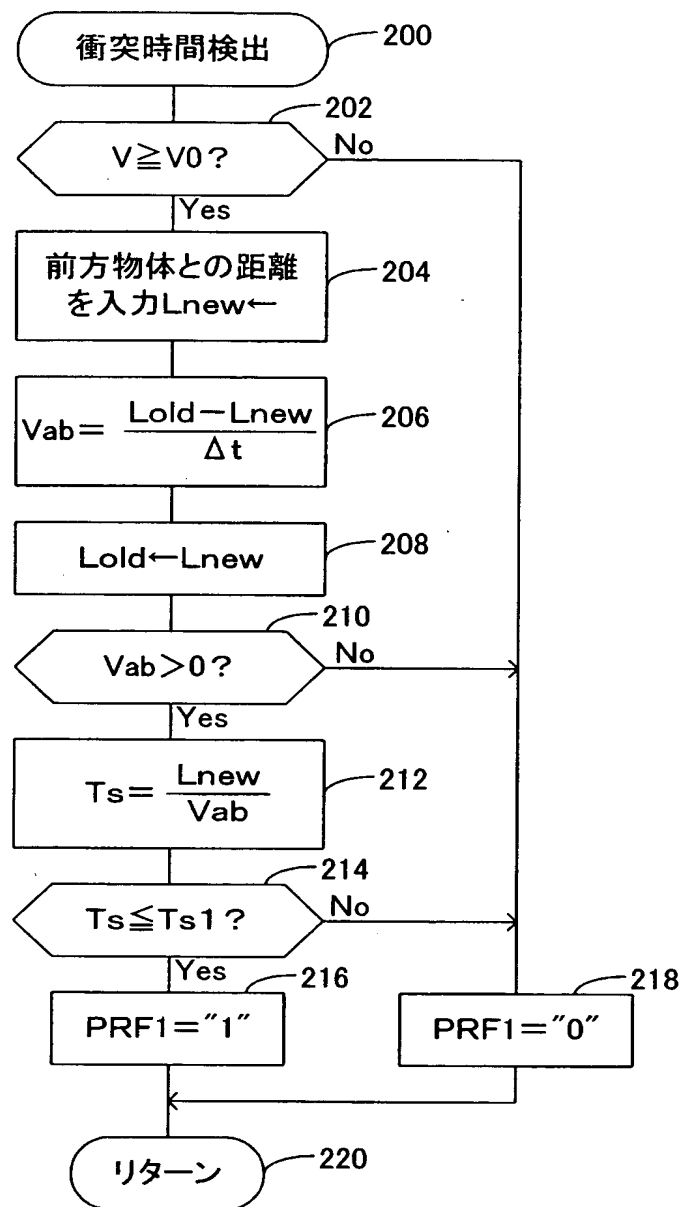 衝突時間検出
200
202
V≧V0?
No
Yes
前方物体との距離
を入力Lnew←
204
Vab= Lold−Lnew
Δt
206
Lold←Lnew
208
210
Vab>0?
No
Yes
Ts= Lnew
Vab
212
214
Ts≦Ts1?
No
Yes
216
PRF1="1"
218
PRF1="0"
リターン
220